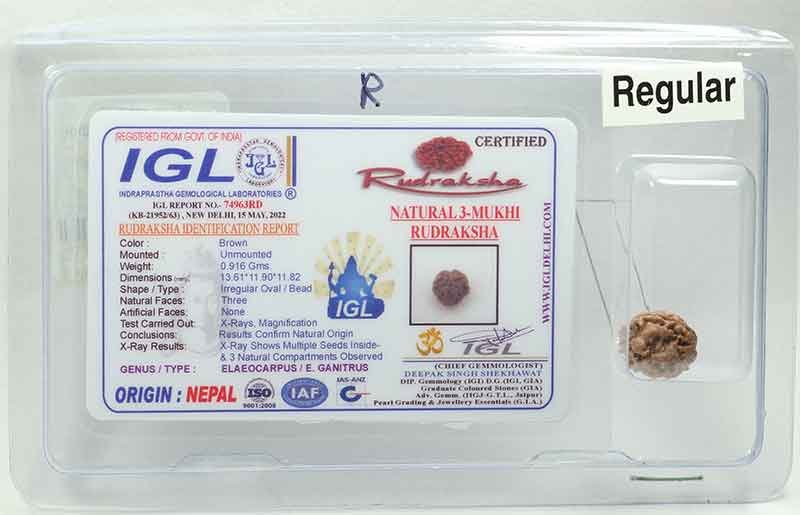 R
Regular
(REGISTERED FROM GOVT. OF INDIA)
IGL
INDRAPRASTHA GEMOLOGICAL LABORATORIES ®
IGL REPORT NO.- 74963RD
(KB-21952/63) , NEW DELHI, 15 MAY, 2022
RUDRAKSHA IDENTIFICATION REPORT
Color : Brown
Mounted : Unmounted
Weight: 0.916 Gms
Dimensions (mm): 13.61*11.90*11.82
Shape / Type : Irregular Oval / Bead
Natural Faces: Three
Artificial Faces: None
Test Carried Out: X-Rays, Magnification
Conclusions: Results Confirm Natural Origin
X-Ray Results: X-Ray Shows Multiple Seeds Inside-
& 3 Natural Compartments Observed
GENUS / TYPE : ELAEOCARPUS / E. GANITRUS
ORIGIN : NEPAL
ISO
9001:2008
IAF
JAS-ANZ
IGL
CERTIFIED
Rudraksha
NATURAL 3-MUKHI
RUDRAKSHA
WWW.IGLDELHI.COM
ॐ
IGL
(CHIEF GEMMOLOGIST)
DEEPAK SINGH SHEKHAWAT
DIP. Gemmology (IGI) D.G. (IGI, GIA)
Graduate Coloured Stones (GIA)
Adv. Gemm. (HGJ-G.T.L., Jaipur)
Pearl Grading & Jewellery Essentials (G.I.A.)